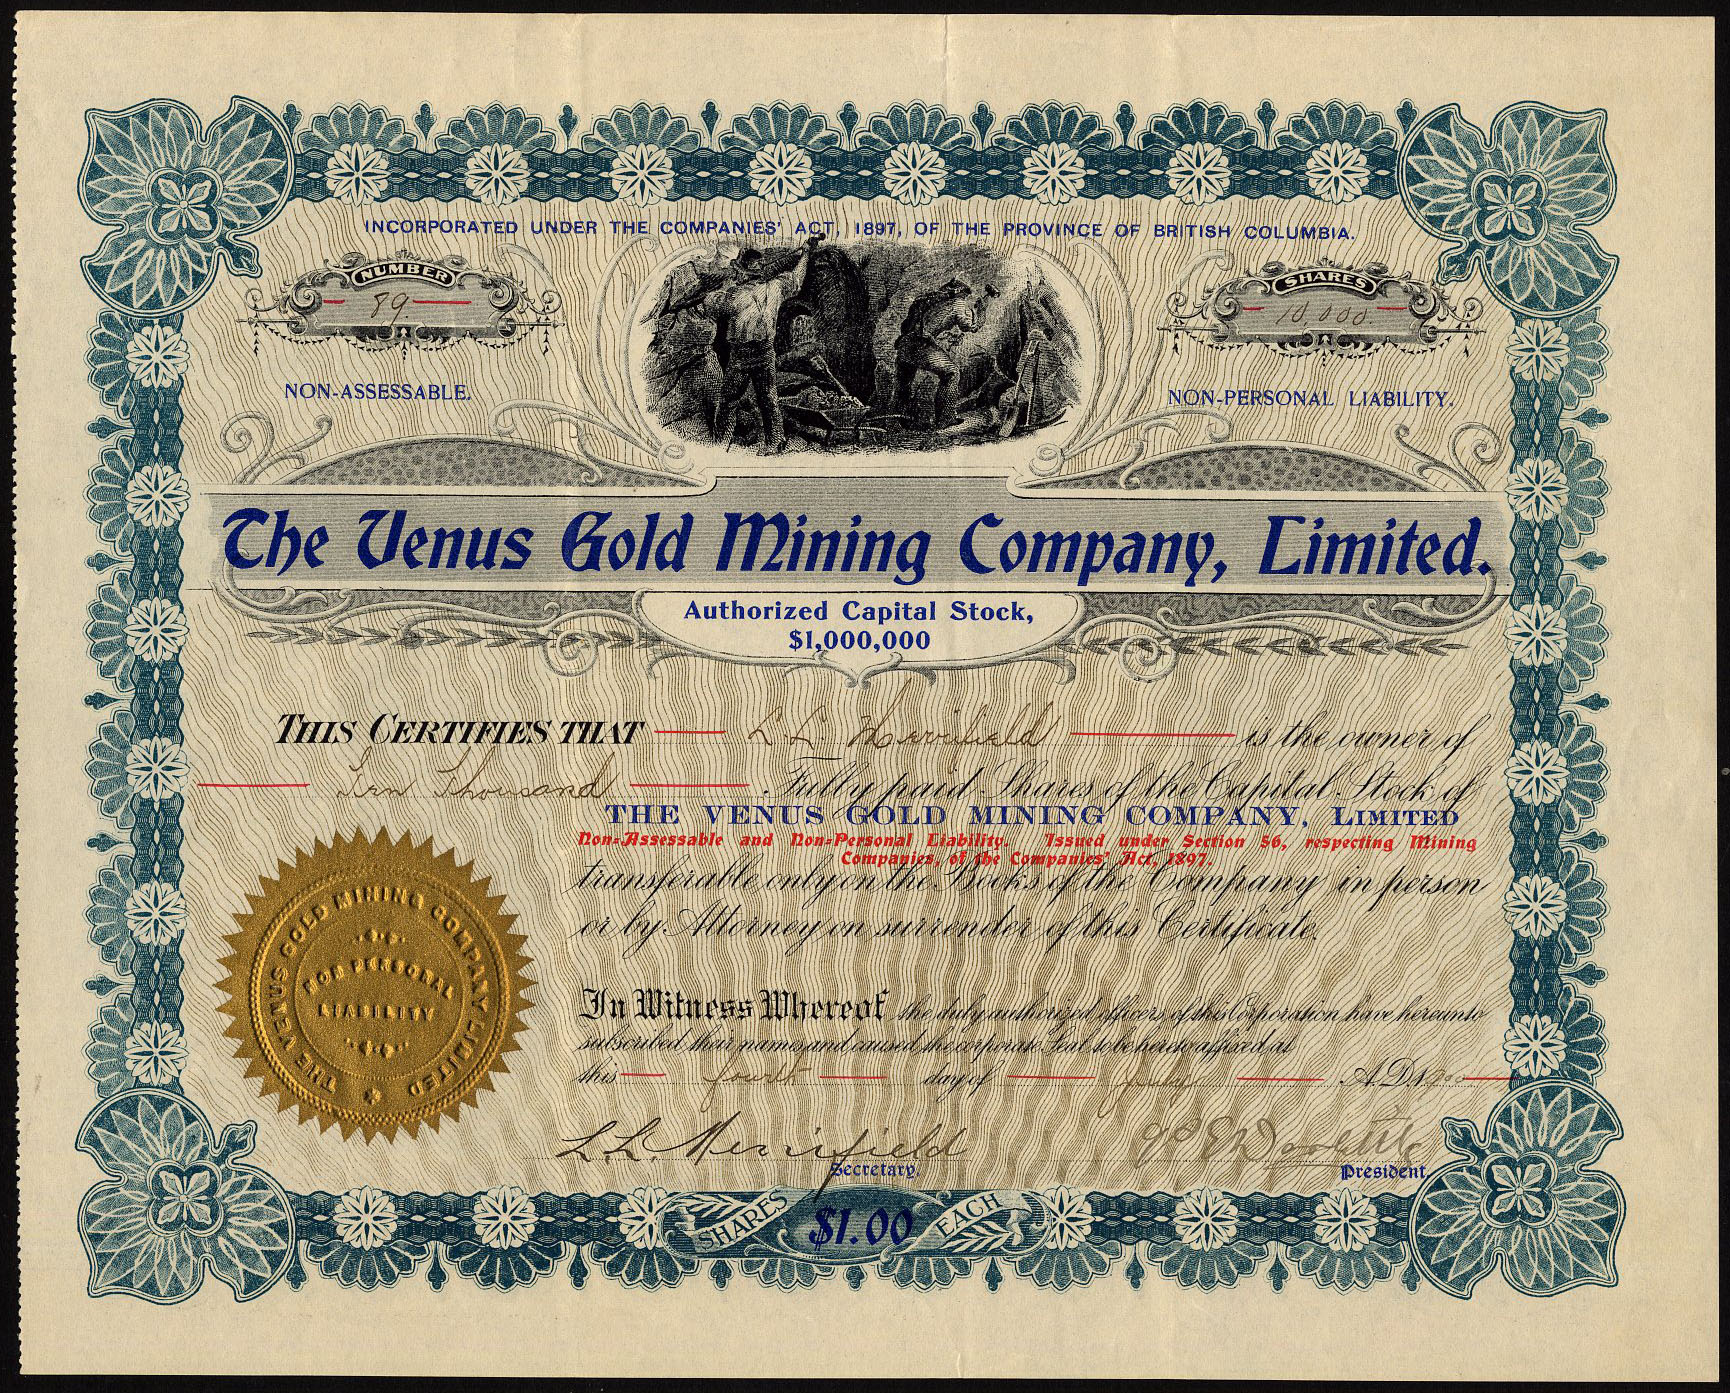 INCORPORATED UNDER THE COMPANIES' ACT, 1897, OF THE PROVINCE OF BRITISH COLUMBIA.
NUMBER
89.
SHARES
10,000.
NON-ASSESSABLE.
NON-PERSONAL LIABILITY.
The Venus Gold Mining Company, Limited.
Authorized Capital Stock,
$1,000,000
THIS CERTIFIES THAT L L Merrifield is the owner of
Ten Thousand Fully paid Shares of the Capital Stock of
THE VENUS GOLD MINING COMPANY, LIMITED
Non-Assessable and Non-Personal Liability. Issued under Section 56, respecting Mining
Companies, of the Companies' Act, 1897.
transferable only on the Books of the Company in person
or by Attorney on surrender of this Certificate.
In Witness Whereof the duly authorized officers of this Corporation have hereunto
subscribed their names and caused the corporate Seal to be hereto affixed at
this fourth day of July A.D. 1900
THE VENUS GOLD MINING COMPANY LIMITED
NON PERSONAL
LIABILITY
L. L. Merrifield
Secretary
President
SHARES $1.00 EACH